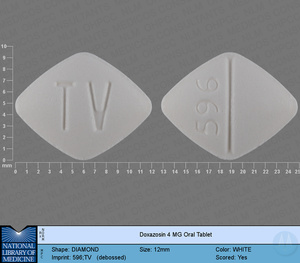 TV
596
Doxazosin 4 MG Oral Tablet
Shape: DIAMOND
Size: 12mm
Color: WHITE
Imprint: 596;TV (debossed)
Scored: Yes
NATIONAL
LIBRARY OF
MEDICINE